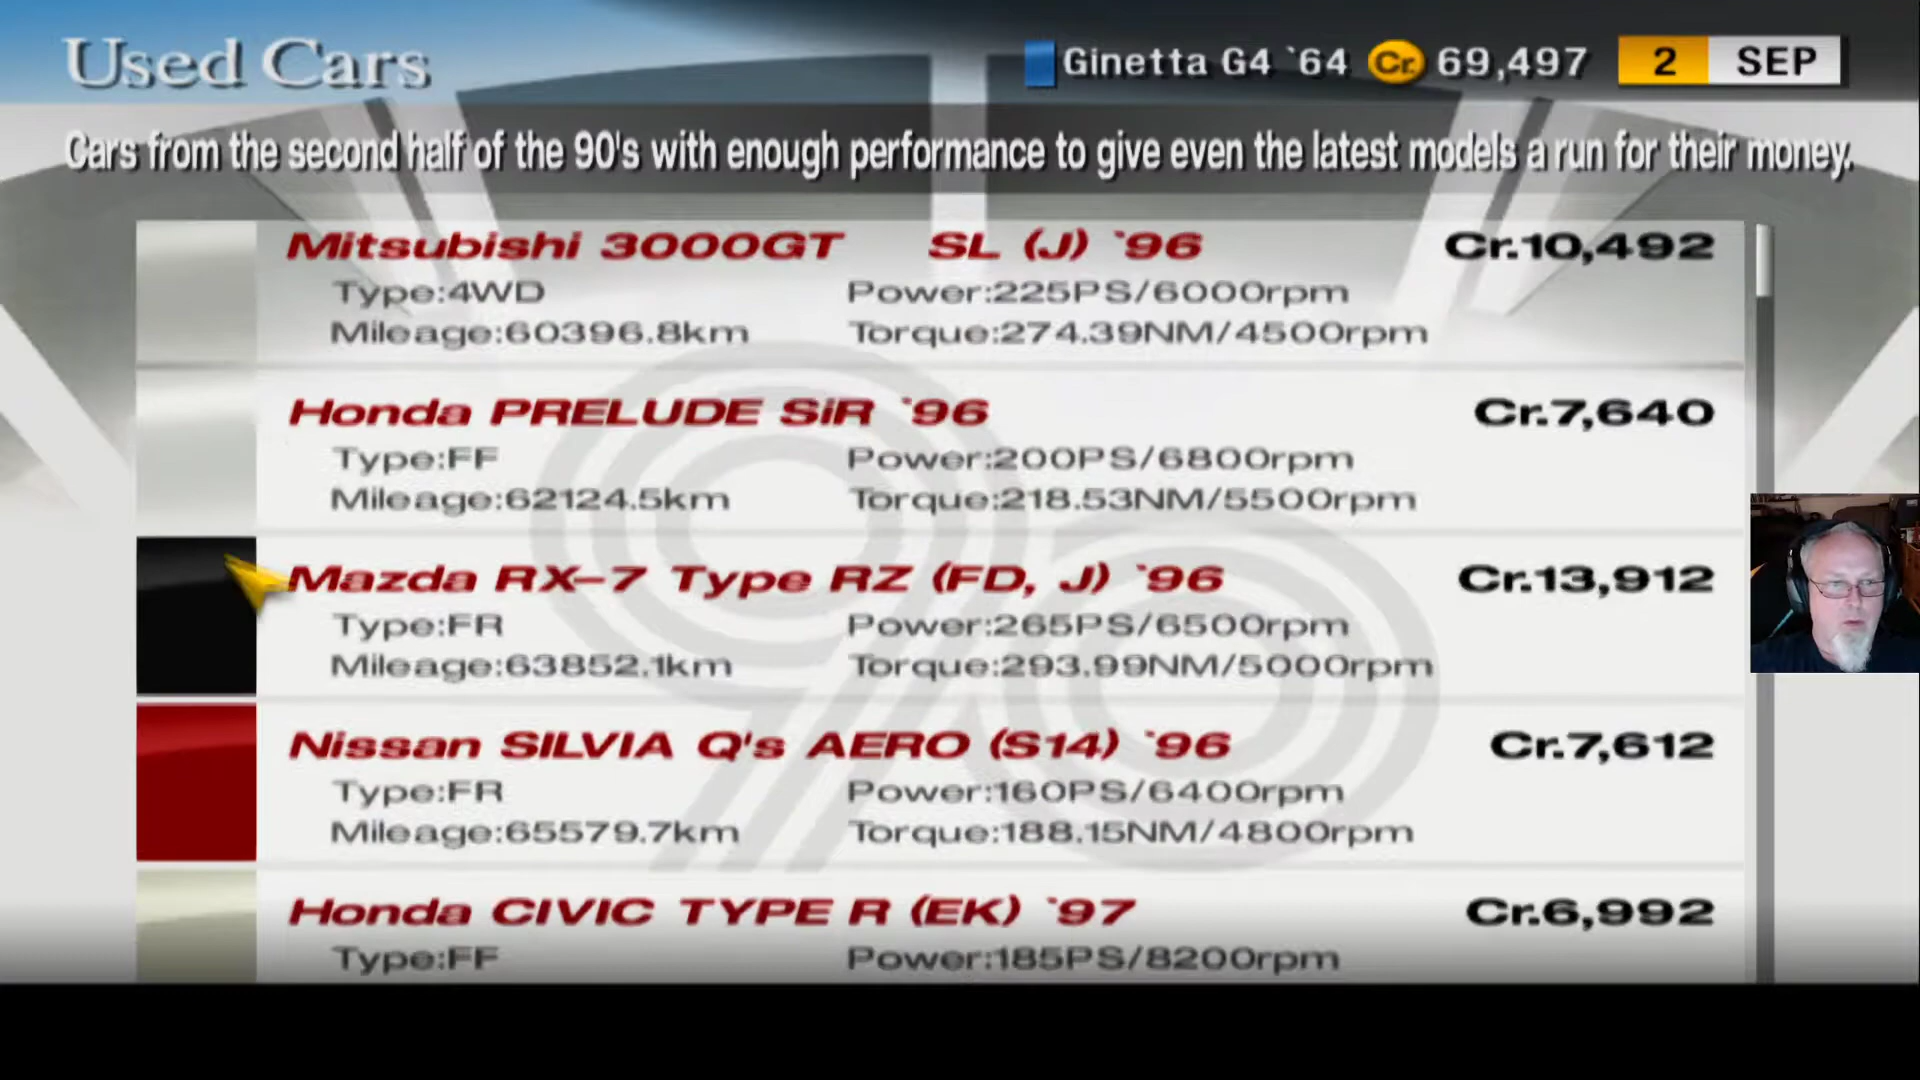 Used Cars
Ginetta G4 `64 Cr. 69,497 2 SEP
Cars from the second half of the 90's with enough performance to give even the latest models a run for their money.
Mitsubishi 3000GT SL (J) `96 Cr.10,492
Type:4WD Power:225PS/6000rpm
Mileage:60396.8km Torque:274.39NM/4500rpm
Honda PRELUDE SiR `96 Cr.7,640
Type:FF Power:200PS/6800rpm
Mileage:62124.5km Torque:218.53NM/5500rpm
Mazda RX-7 Type RZ (FD, J) `96 Cr.13,912
Type:FR Power:265PS/6500rpm
Mileage:63852.1km Torque:293.99NM/5000rpm
Nissan SILVIA Q's AERO (S14) `96 Cr.7,612
Type:FR Power:160PS/6400rpm
Mileage:65579.7km Torque:188.15NM/4800rpm
Honda CIVIC TYPE R (EK) `97 Cr.6,992
Type:FF Power:185PS/8200rpm
90